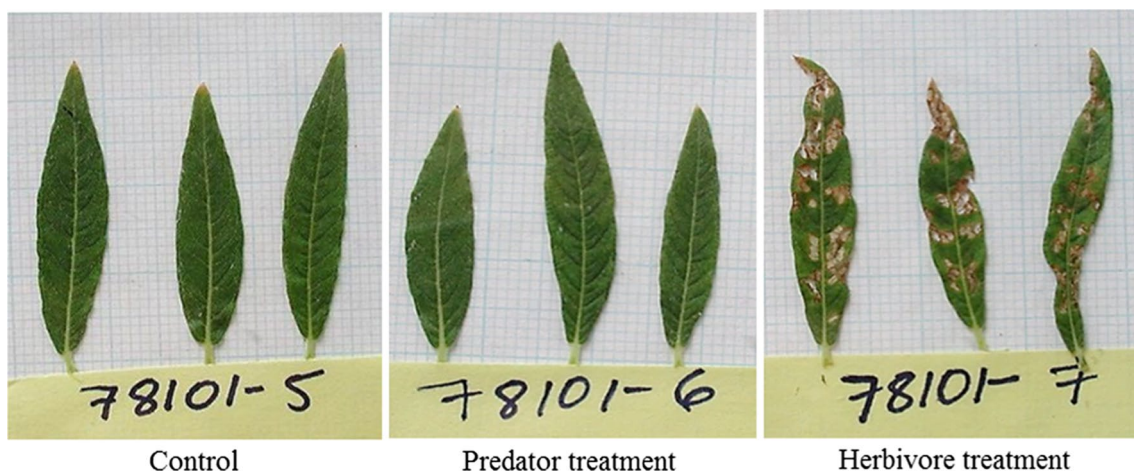 78101-5
78101-6
78101-7
Control
Predator treatment
Herbivore treatment